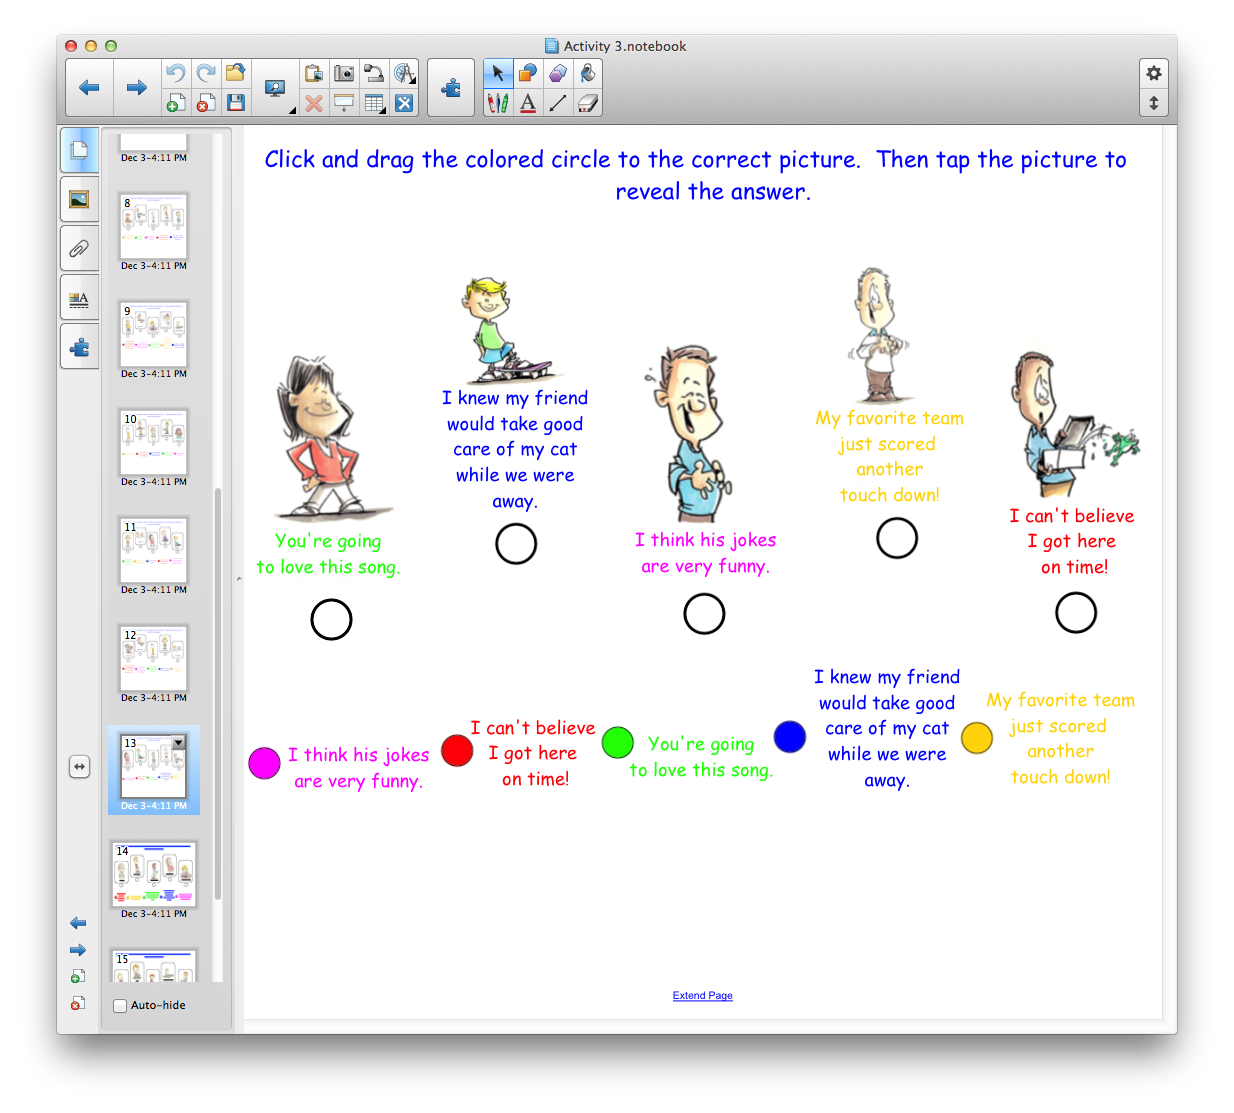 Activity 3.notebook
Dec 3-4:11 PM
8
Dec 3-4:11 PM
9
Dec 3-4:11 PM
10
Dec 3-4:11 PM
11
Dec 3-4:11 PM
12
Dec 3-4:11 PM
13
Dec 3-4:11 PM
14
Dec 3-4:11 PM
15
Auto-hide
Click and drag the colored circle to the correct picture. Then tap the picture to
reveal the answer.
You're going
to love this song.
I knew my friend
would take good
care of my cat
while we were
away.
I think his jokes
are very funny.
My favorite team
just scored
another
touch down!
I can't believe
I got here
on time!
I think his jokes
are very funny.
I can't believe
I got here
on time!
You're going
to love this song.
I knew my friend
would take good
care of my cat
while we were
away.
My favorite team
just scored
another
touch down!
Extend Page